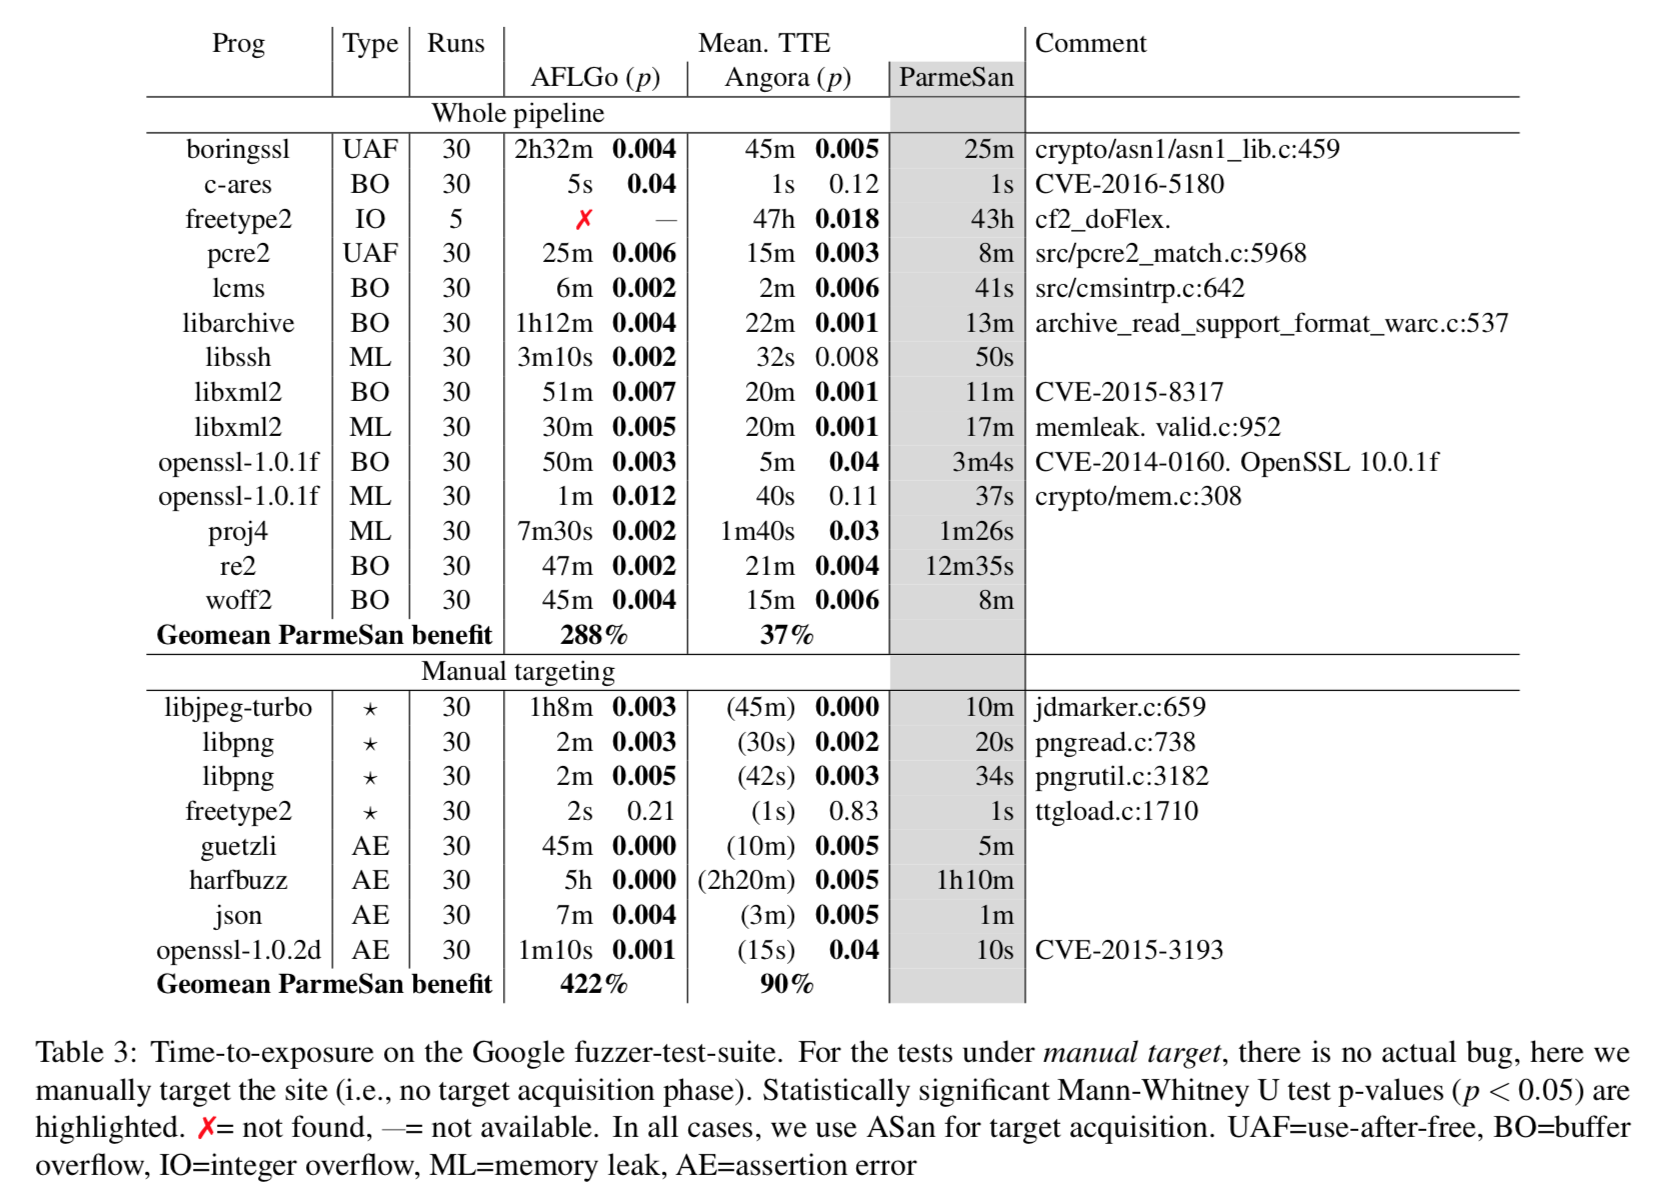 Prog Type Runs Mean. TTE Comment
AFLGo (p) Angora (p) ParmeSan
Whole pipeline
boringssl UAF 30 2h32m 0.004 45m 0.005 25m crypto/asn1/asn1_lib.c:459
c-ares BO 30 5s 0.04 1s 0.12 1s CVE-2016-5180
freetype2 IO 5 ✗ — 47h 0.018 43h cf2_doFlex.
pcre2 UAF 30 25m 0.006 15m 0.003 8m src/pcre2_match.c:5968
lcms BO 30 6m 0.002 2m 0.006 41s src/cmsintrp.c:642
libarchive BO 30 1h12m 0.004 22m 0.001 13m archive_read_support_format_warc.c:537
libssh ML 30 3m10s 0.002 32s 0.008 50s
libxml2 BO 30 51m 0.007 20m 0.001 11m CVE-2015-8317
libxml2 ML 30 30m 0.005 20m 0.001 17m memleak. valid.c:952
openssl-1.0.1f BO 30 50m 0.003 5m 0.04 3m4s CVE-2014-0160. OpenSSL 10.0.1f
openssl-1.0.1f ML 30 1m 0.012 40s 0.11 37s crypto/mem.c:308
proj4 ML 30 7m30s 0.002 1m40s 0.03 1m26s
re2 BO 30 47m 0.002 21m 0.004 12m35s
woff2 BO 30 45m 0.004 15m 0.006 8m
Geomean ParmeSan benefit 288% 37%
Manual targeting
libjpeg-turbo ⋆ 30 1h8m 0.003 (45m) 0.000 10m jdmarker.c:659
libpng ⋆ 30 2m 0.003 (30s) 0.002 20s pngread.c:738
libpng ⋆ 30 2m 0.005 (42s) 0.003 34s pngrutil.c:3182
freetype2 ⋆ 30 2s 0.21 (1s) 0.83 1s ttgload.c:1710
guetzli AE 30 45m 0.000 (10m) 0.005 5m
harfbuzz AE 30 5h 0.000 (2h20m) 0.005 1h10m
json AE 30 7m 0.004 (3m) 0.005 1m
openssl-1.0.2d AE 30 1m10s 0.001 (15s) 0.04 10s CVE-2015-3193
Geomean ParmeSan benefit 422% 90%
Table 3: Time-to-exposure on the Google fuzzer-test-suite. For the tests under manual target, there is no actual bug, here we
manually target the site (i.e., no target acquisition phase). Statistically significant Mann-Whitney U test p-values (p < 0.05) are
highlighted. ✗= not found, —= not available. In all cases, we use ASan for target acquisition. UAF=use-after-free, BO=buffer
overflow, IO=integer overflow, ML=memory leak, AE=assertion error